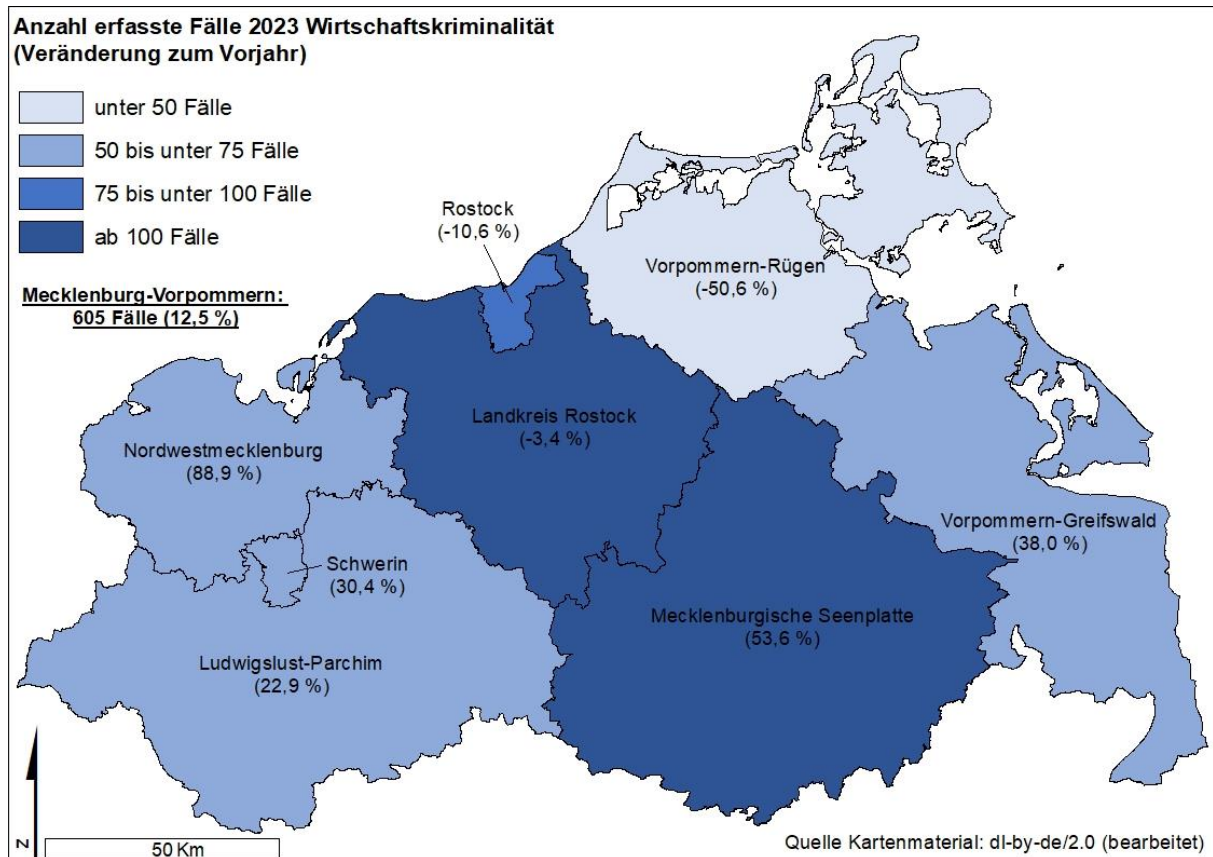 Anzahl erfasste Fälle 2023 Wirtschaftskriminalität
(Veränderung zum Vorjahr)
unter 50 Fälle
50 bis unter 75 Fälle
75 bis unter 100 Fälle
ab 100 Fälle
Mecklenburg-Vorpommern:
605 Fälle (12,5 %)
Rostock
(-10,6 %)
Vorpommern-Rügen
(-50,6 %)
Landkreis Rostock
(-3,4 %)
Nordwestmecklenburg
(88,9 %)
Schwerin
(30,4 %)
Vorpommern-Greifswald
(38,0 %)
Mecklenburgische Seenplatte
(53,6 %)
Ludwigslust-Parchim
(22,9 %)
N
50 Km
Quelle Kartenmaterial: dl-by-de/2.0 (bearbeitet)